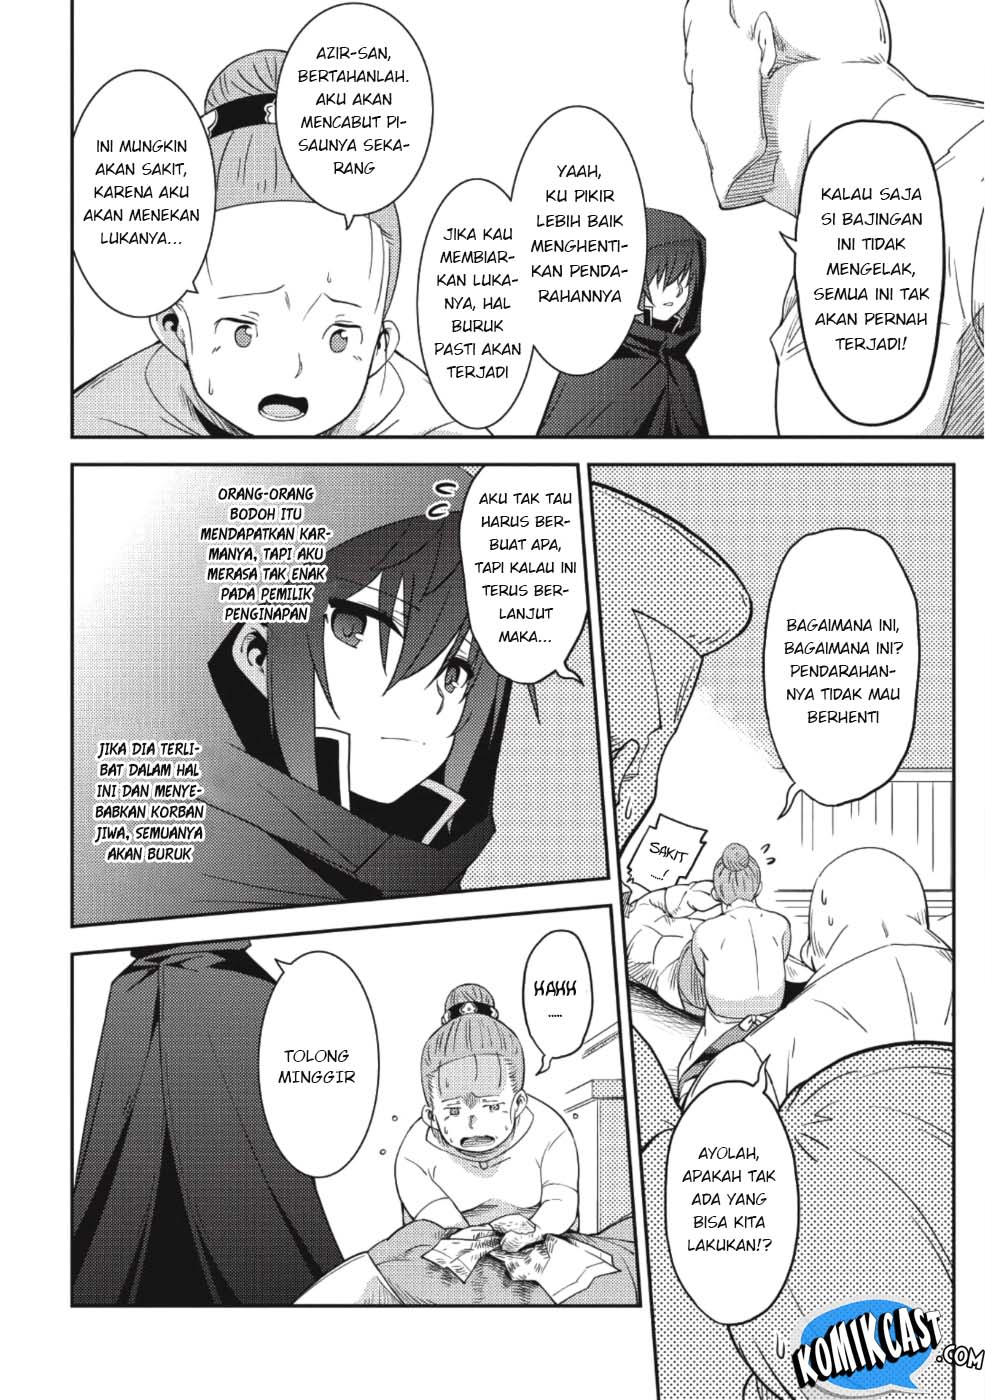 KALAU SAJA
SI BAJINGAN
INI TIDAK
MENGELAK,
SEMUA INI TAK
AKAN PERNAH
TERJADI!
YAAH,
KU PIKIR
LEBIH BAIK
MENGHENTI-
KAN PENDA-
RAHANNYA
JIKA KAU
MEMBIAR-
KAN LUKA-
NYA, HAL
BURUK
PASTI AKAN
TERJADI
AZIR-SAN,
BERTAHANLAH.
AKU AKAN
MENCABUT PI-
SAUNYA SEKA-
RANG
INI MUNGKIN
AKAN SAKIT,
KARENA AKU
AKAN MENEKAN
LUKANYA...
BAGAIMANA INI,
BAGAIMANA INI?
PENDARAHAN-
NYA TIDAK MAU
BERHENTI
SAKIT
.....!
AYOLAH,
APAKAH TAK
ADA YANG
BISA KITA
LAKUKAN!?
AKU TAK TAU
HARUS BER-
BUAT APA,
TAPI KALAU INI
TERUS BER-
LANJUT
MAKA...
ORANG-ORANG
BODOH ITU
MENDAPATKAN KAR-
MANYA, TAPI AKU
MERASA TAK ENAK
PADA PEMILIK
PENGINAPAN
JIKA DIA TERLI-
BAT DALAM HAL
INI DAN MENYE-
BABKAN KORBAN
JIWA, SEMUANYA
AKAN BURUK
HAHH
.....
TOLONG
MINGGIR
KOMIKCAST
.COM